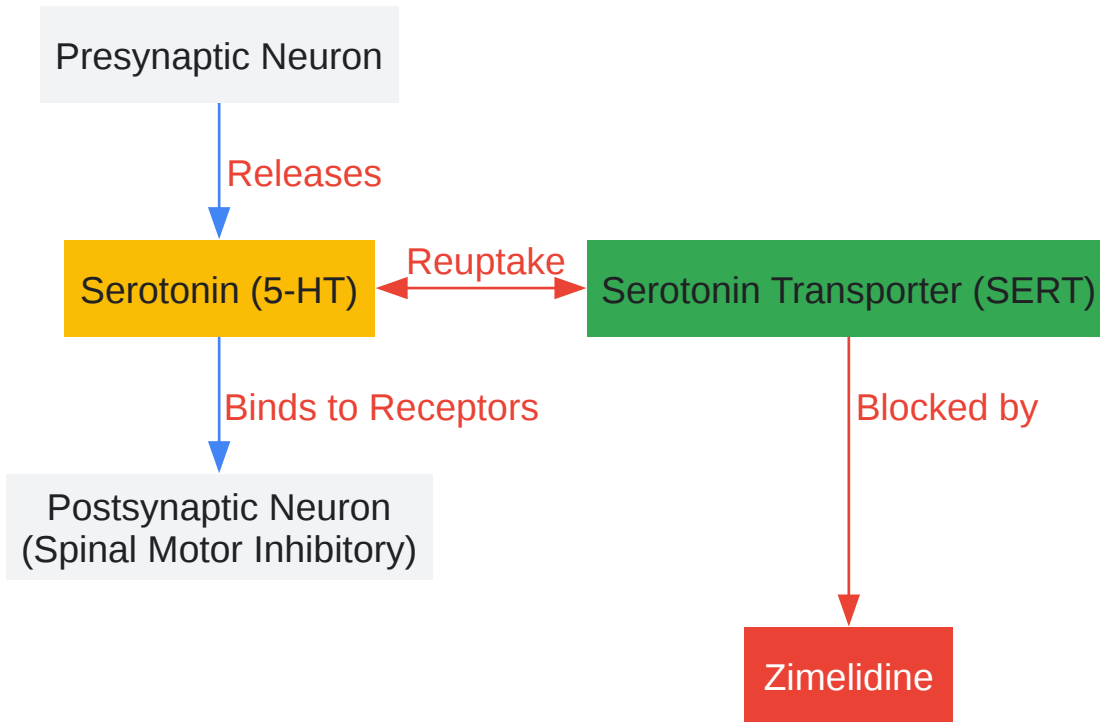 Presynaptic Neuron
Releases
Serotonin (5-HT)
Reuptake
Serotonin Transporter (SERT)
Binds to Receptors
Blocked by
Postsynaptic Neuron
(Spinal Motor Inhibitory)
Zimelidine